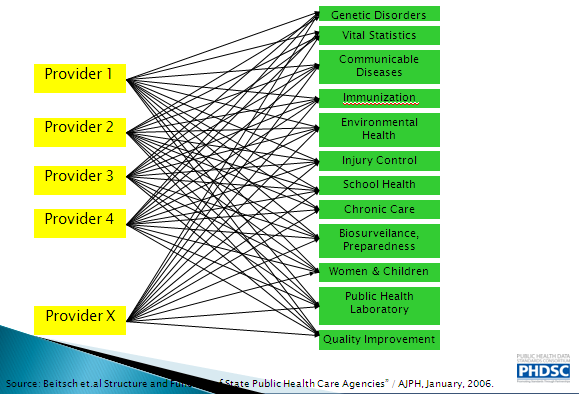 Genetic Disorders
Vital Statistics
Communicable
Diseases
Provider 1
Immunization
Provider 2
Environmental
Health
Injury Control
Provider 3
School Health
Provider 4
Chronic Care
Biosurveilance,
Preparedness
Women & Children
Provider X
Public Health
Laboratory
Quality Improvement
PUBLIC HEALTH DATA
STANDARDS CONSORTIUM
PHDSC
Source: Beitsch et.al Structure and of State Public Health Care Agencies” / AJPH, January, 2006.